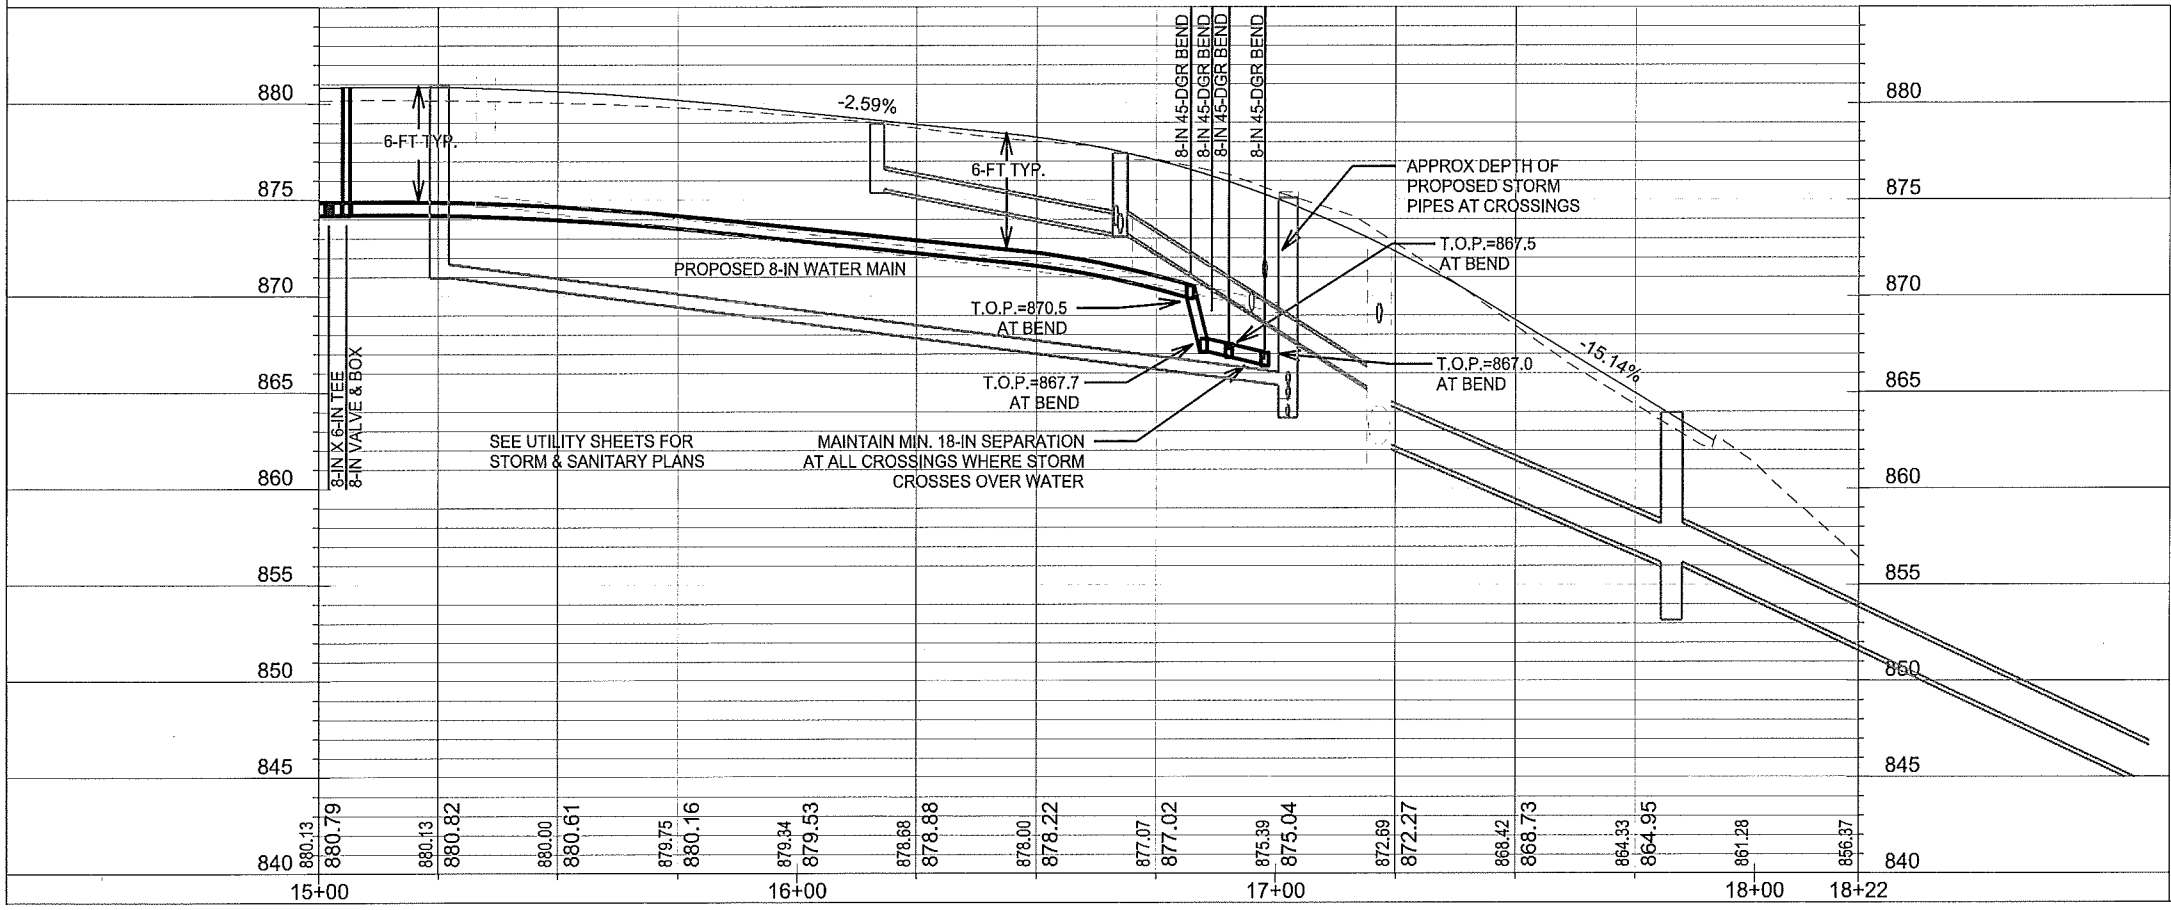 8-IN 45-DGR BEND
8-IN 45-DGR BEND
8-IN 45-DGR BEND
8-IN 45-DGR BEND
880
-2.59%
880
6-FT TYP.
6-FT TYP.
APPROX DEPTH OF
PROPOSED STORM
PIPES AT CROSSINGS
875
875
T.O.P.=867.5
AT BEND
PROPOSED 8-IN WATER MAIN
870
870
T.O.P.=870.5
AT BEND
-15.14%
8-IN X 6-IN TEE
8-IN VALVE & BOX
T.O.P.=867.0
AT BEND
865
865
T.O.P.=867.7
AT BEND
SEE UTILITY SHEETS FOR
STORM & SANITARY PLANS
MAINTAIN MIN. 18-IN SEPARATION
AT ALL CROSSINGS WHERE STORM
CROSSES OVER WATER
860
860
855
855
850
850
845
845
840
840
880.13
880.79
880.13
880.82
880.00
880.61
879.75
880.16
879.34
879.53
878.68
878.88
878.00
878.22
877.07
877.02
875.39
875.04
872.69
872.27
868.42
868.73
864.33
864.95
861.28
856.37
15+00
16+00
17+00
18+00
18+22